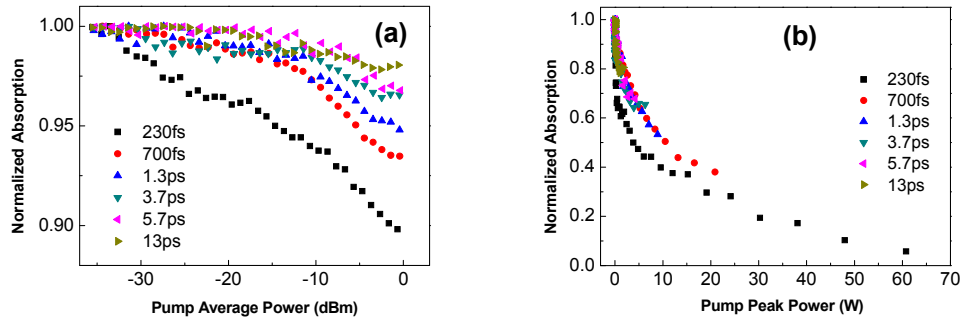 (a)
Normalized Absorption
1.00
0.95
0.90
230fs
700fs
1.3ps
3.7ps
5.7ps
13ps
-30
-20
-10
0
Pump Average Power (dBm)
(b)
Normalized Absorption
1.0
0.8
0.6
0.4
0.2
0.0
230fs
700fs
1.3ps
3.7ps
5.7ps
13ps
0
10
20
30
40
50
60
70
Pump Peak Power (W)